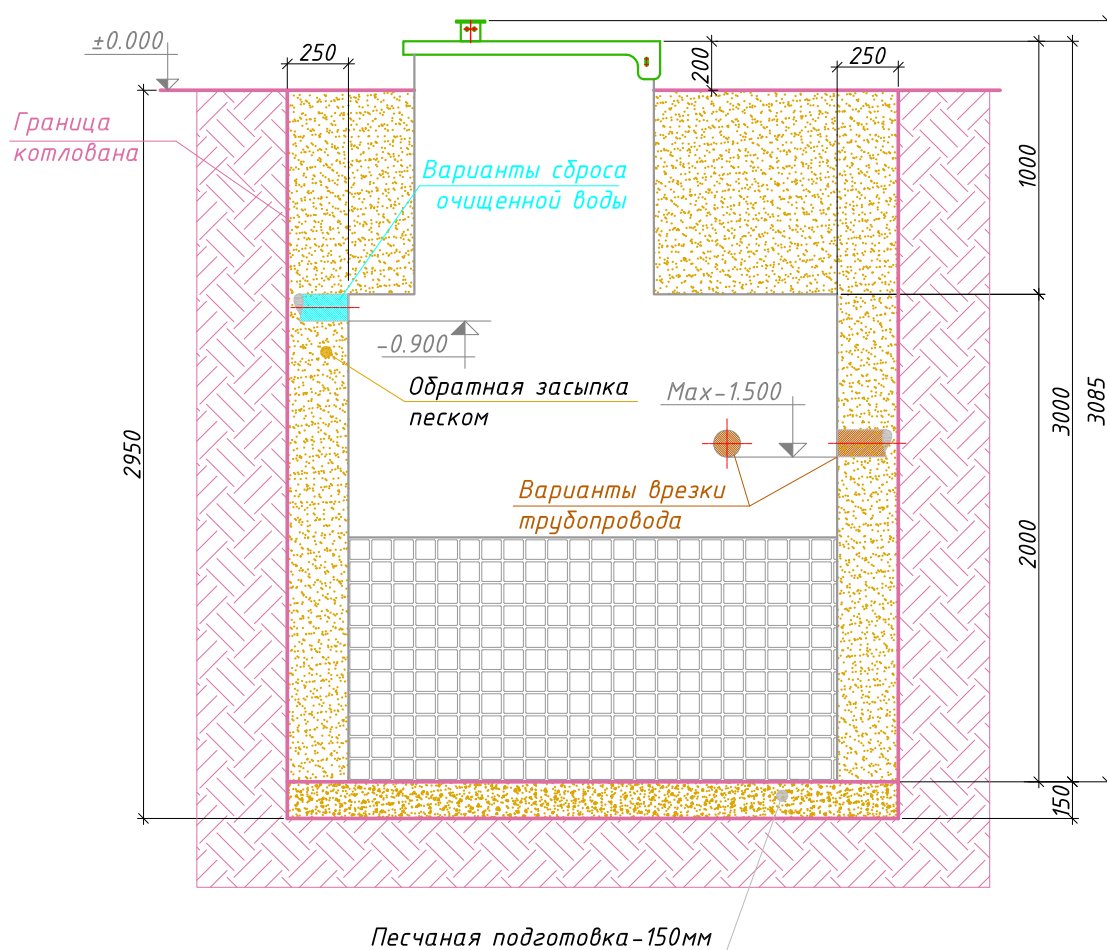 ±0.000
250
200
250
Граница
котлована
Варианты сброса
очищенной воды
1000
-0.900
Обратная засыпка
песком
Max-1.500
3000
3085
2950
Варианты врезки
трубопровода
2000
150
Песчаная подготовка-150мм